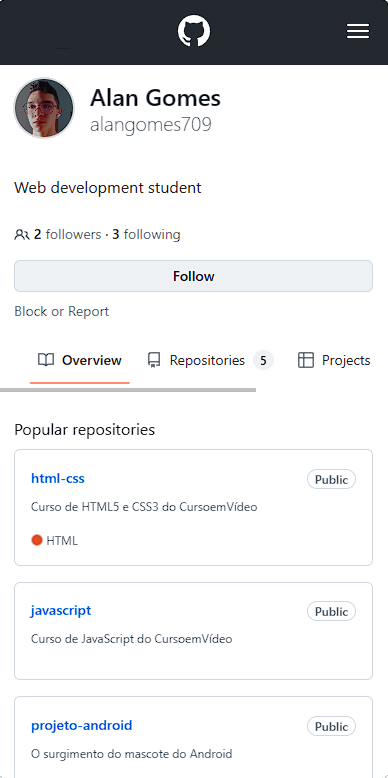 Alan Gomes
alangomes709
Web development student
2 followers · 3 following
Follow
Block or Report
Overview Repositories 5 Projects
Popular repositories
html-css Public
Curso de HTML5 e CSS3 do CursoemVídeo
HTML
javascript Public
Curso de JavaScript do CursoemVídeo
projeto-android Public
O surgimento do mascote do Android